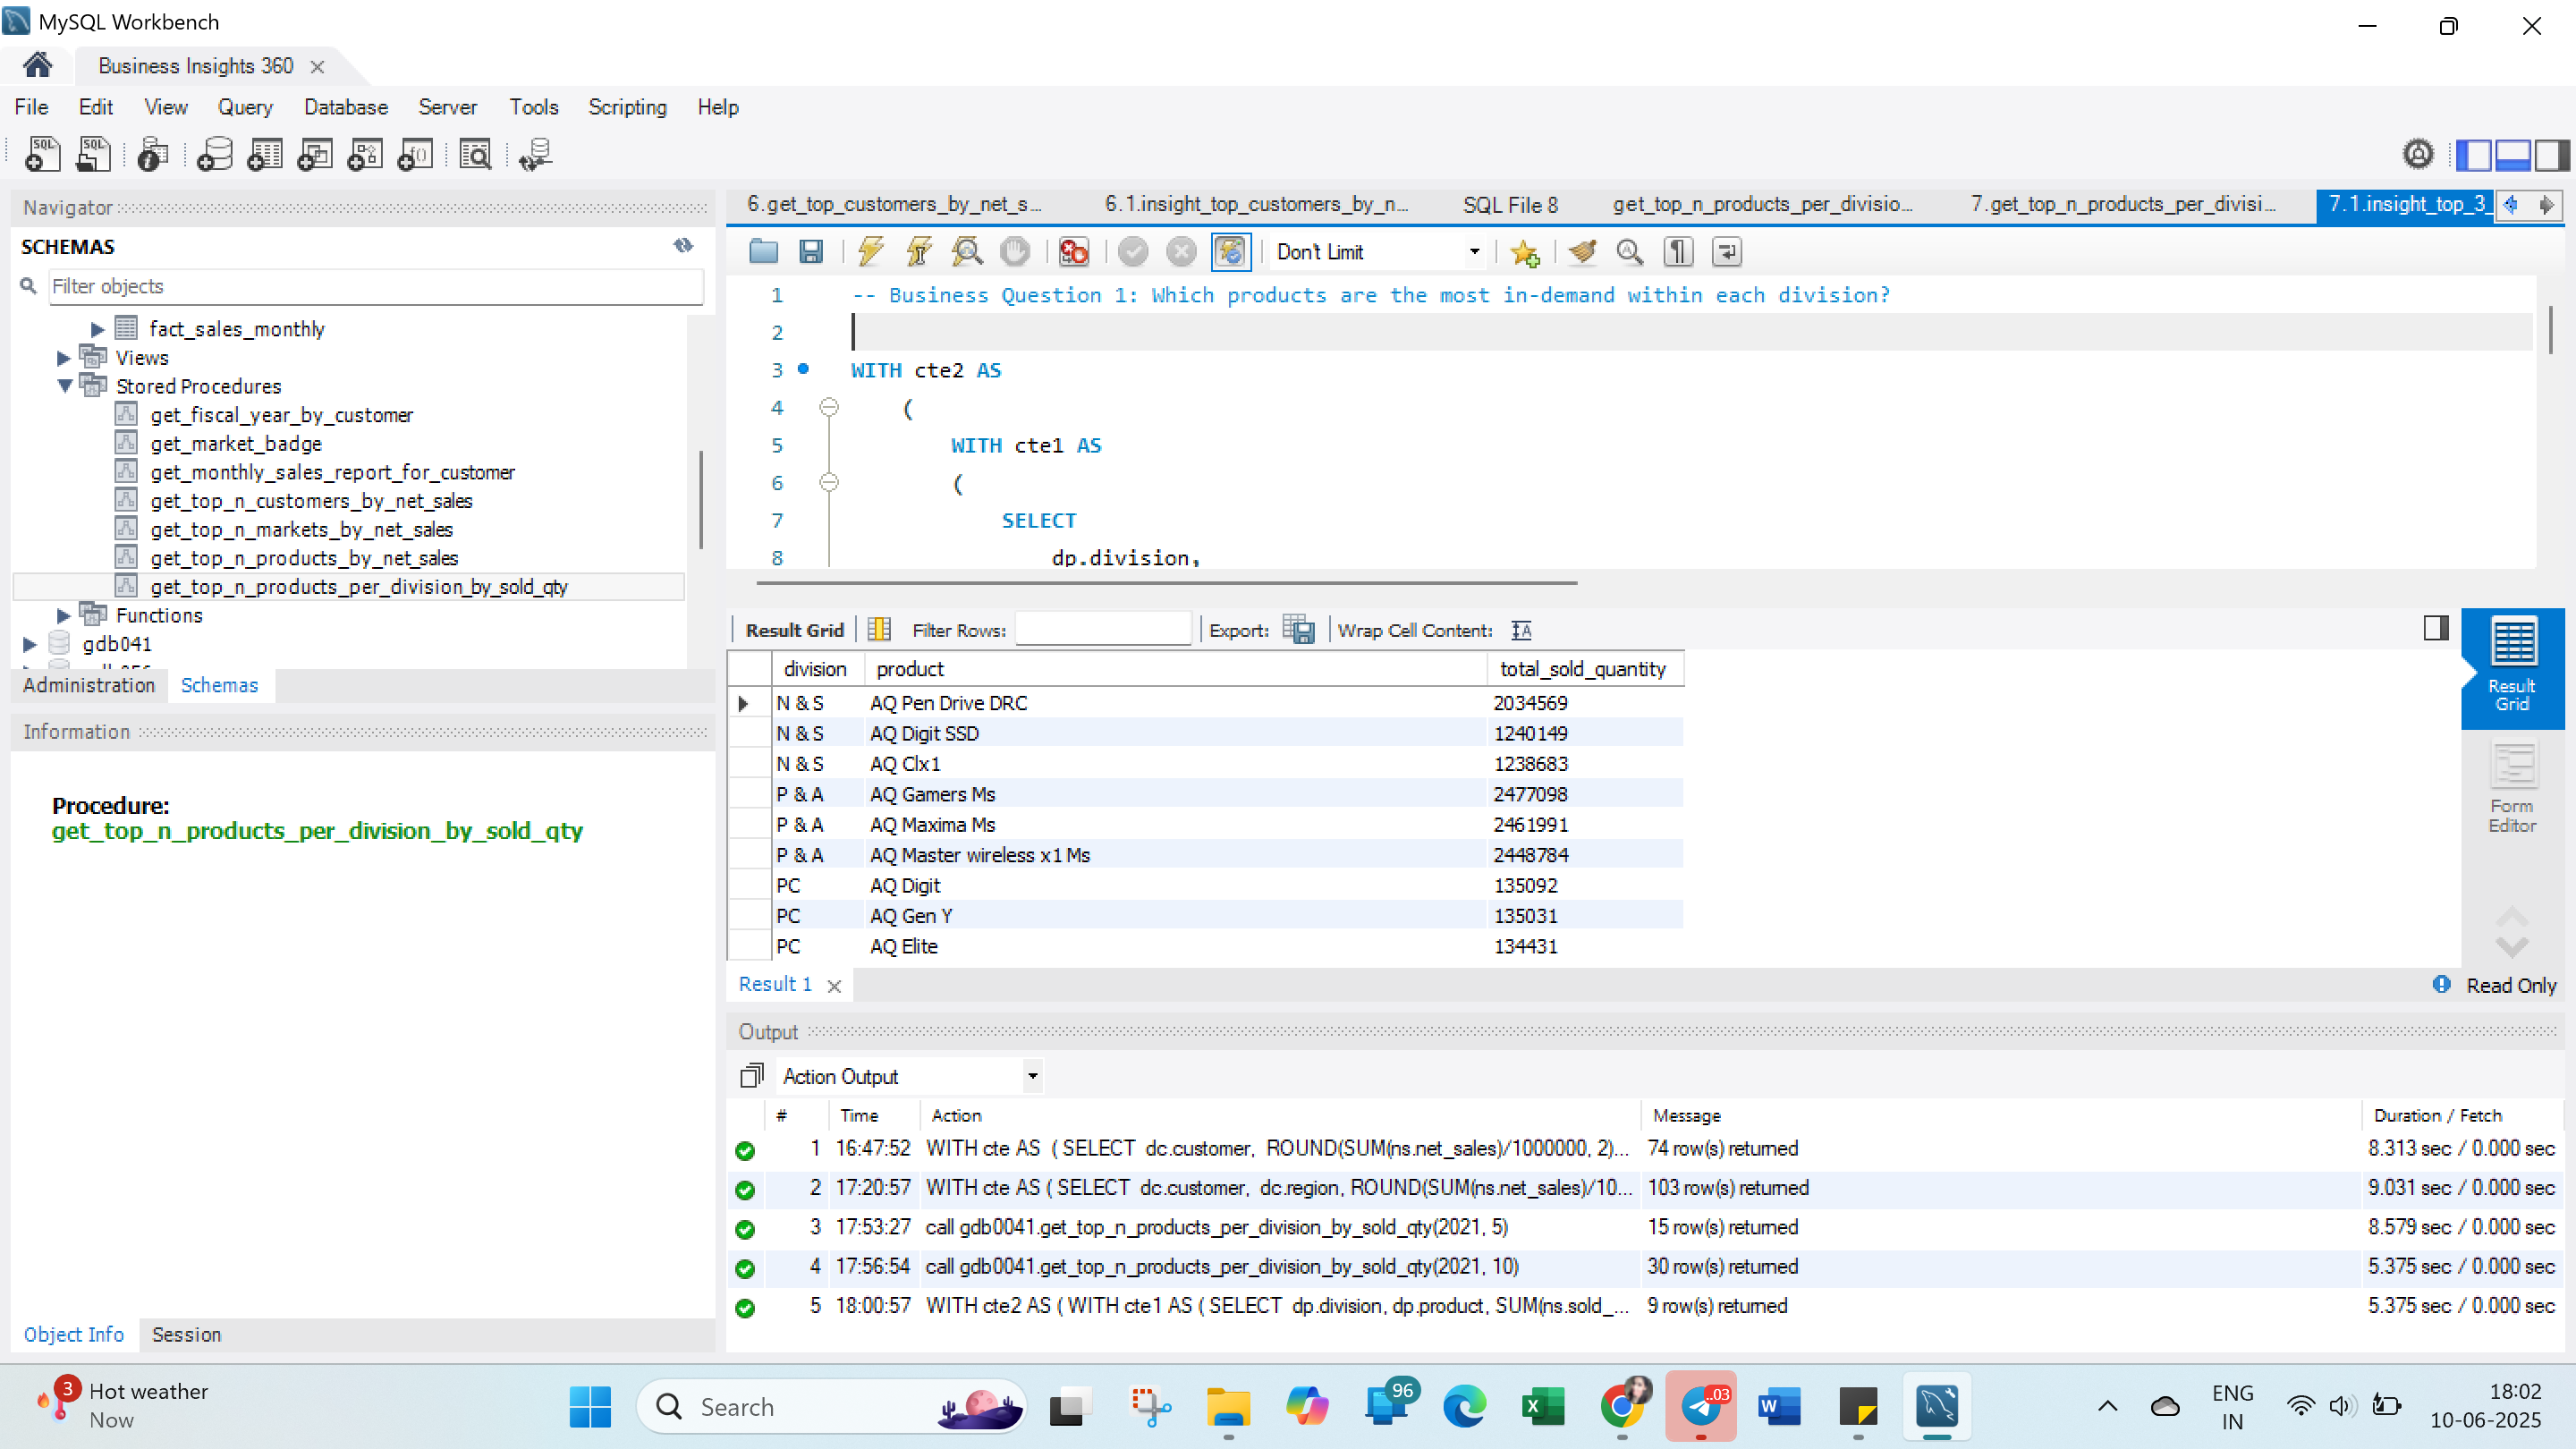 MySQL Workbench
Business Insights 360
File Edit View Query Database Server Tools Scripting Help
Navigator
SCHEMAS
Filter objects
fact_sales_monthly
Views
Stored Procedures
get_fiscal_year_by_customer
get_market_badge
get_monthly_sales_report_for_customer
get_top_n_customers_by_net_sales
get_top_n_markets_by_net_sales
get_top_n_products_by_net_sales
get_top_n_products_per_division_by_sold_qty
Functions
gdb041
Administration Schemas
Information
Procedure:
get_top_n_products_per_division_by_sold_qty
Object Info Session
6.get_top_customers_by_net_s... 6.1.insight_top_customers_by_n... SQL File 8 get_top_n_products_per_divisio... 7.get_top_n_products_per_divisi... 7.1.insight_top_3_
Don't Limit
1 -- Business Question 1: Which products are the most in-demand within each division?
2
3 WITH cte2 AS
4 (
5 WITH cte1 AS
6 (
7 SELECT
8 dp.division,
Result Grid Filter Rows: Export: Wrap Cell Content:
division product total_sold_quantity
N & S AQ Pen Drive DRC 2034569
N & S AQ Digit SSD 1240149
N & S AQ Clx1 1238683
P & A AQ Gamers Ms 2477098
P & A AQ Maxima Ms 2461991
P & A AQ Master wireless x1 Ms 2448784
PC AQ Digit 135092
PC AQ Gen Y 135031
PC AQ Elite 134431
Result Grid
Form Editor
Result 1
Read Only
Output
Action Output
# Time Action Message Duration / Fetch
1 16:47:52 WITH cte AS ( SELECT dc.customer, ROUND(SUM(ns.net_sales)/1000000, 2)... 74 row(s) returned 8.313 sec / 0.000 sec
2 17:20:57 WITH cte AS ( SELECT dc.customer, dc.region, ROUND(SUM(ns.net_sales)/10... 103 row(s) returned 9.031 sec / 0.000 sec
3 17:53:27 call gdb0041.get_top_n_products_per_division_by_sold_qty(2021, 5) 15 row(s) returned 8.579 sec / 0.000 sec
4 17:56:54 call gdb0041.get_top_n_products_per_division_by_sold_qty(2021, 10) 30 row(s) returned 5.375 sec / 0.000 sec
5 18:00:57 WITH cte2 AS ( WITH cte1 AS ( SELECT dp.division, dp.product, SUM(ns.sold_... 9 row(s) returned 5.375 sec / 0.000 sec
3 Hot weather
Now
Search
96
..03
ENG
IN
18:02
10-06-2025